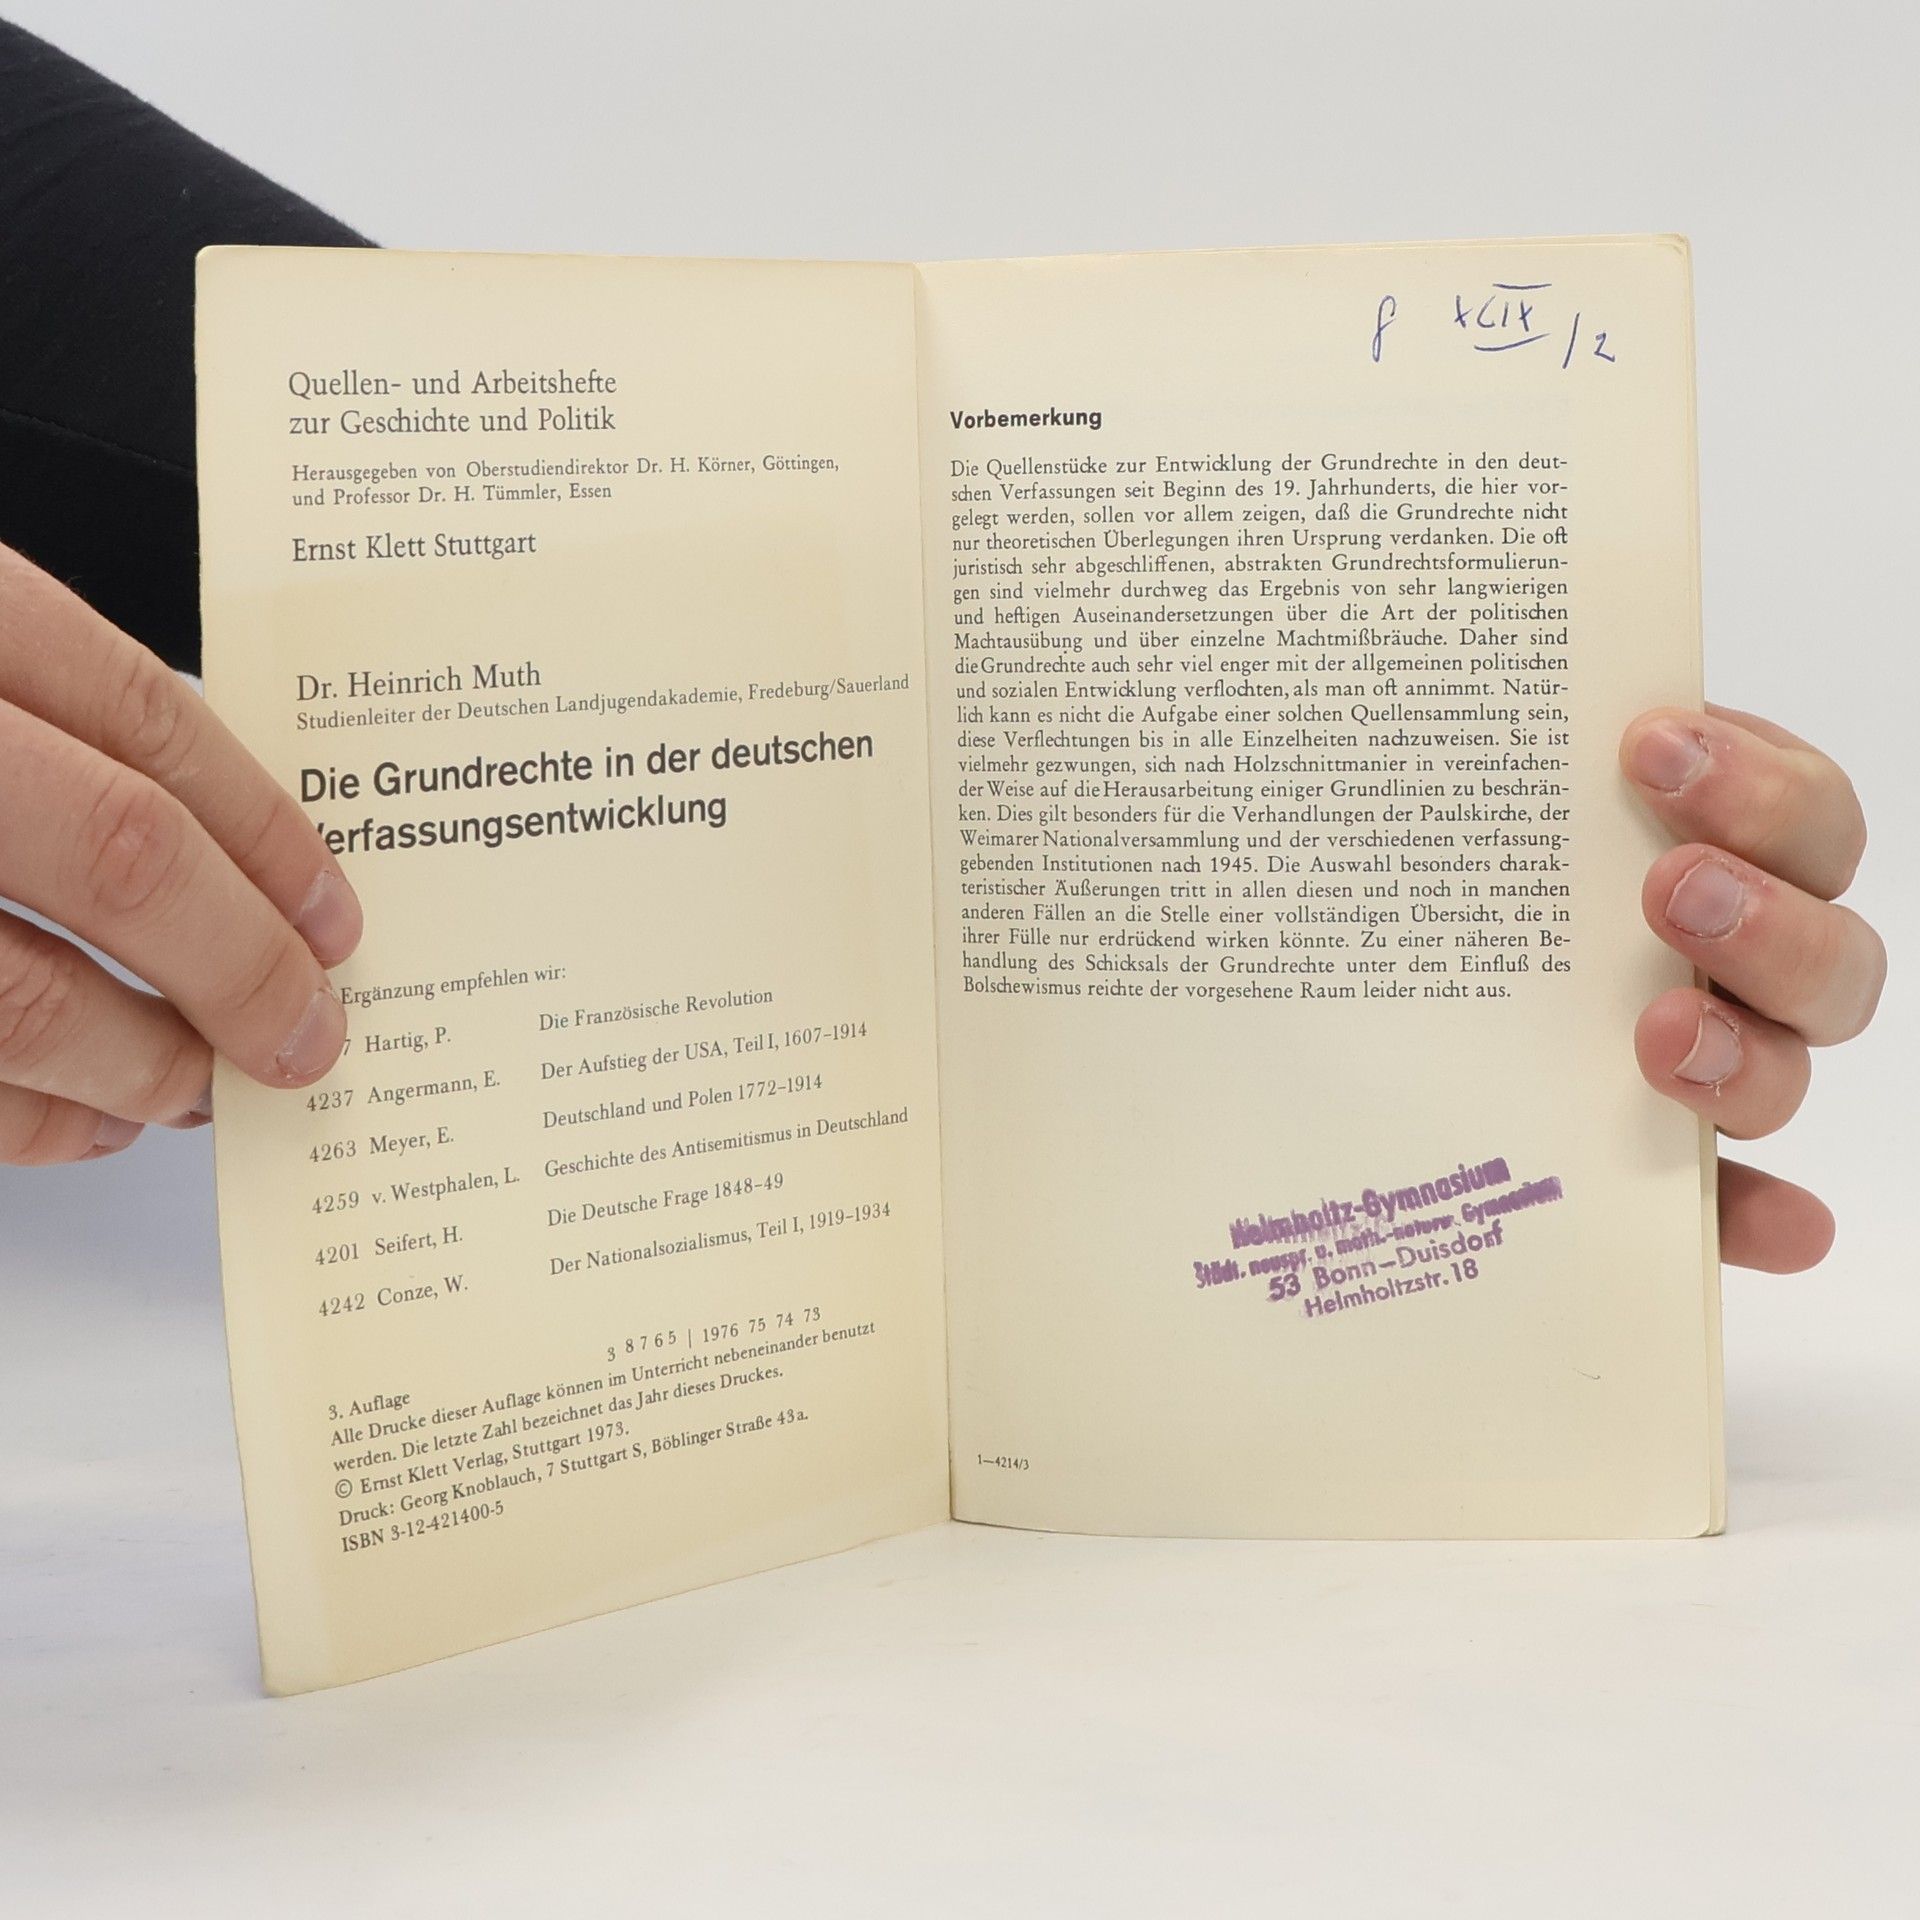 Quellen- und Arbeitshefte
zur Geschichte und Politik
Herausgegeben von Oberstudiendirektor Dr. H. Körner, Göttingen,
und Professor Dr. H. Tümmler, Essen
Ernst Klett Stuttgart
Dr. Heinrich Muth
Studienleiter der Deutschen Landjugendakademie, Fredeburg/Sauerland
Die Grundrechte in der deutschen
Verfassungsentwicklung
Ergänzung empfehlen wir:
7 Hartig, P. Die Französische Revolution
4237 Angermann, E. Der Aufstieg der USA, Teil I, 1607–1914
4263 Meyer, E. Deutschland und Polen 1772–1914
4259 v. Westphalen, L. Geschichte des Antisemitismus in Deutschland
4201 Seifert, H. Die Deutsche Frage 1848–49
4242 Conze, W. Der Nationalsozialismus, Teil I, 1919–1934
3. Auflage 3 8 7 6 5 | 1976 75 74 73
Alle Drucke dieser Auflage können im Unterricht nebeneinander benutzt
werden. Die letzte Zahl bezeichnet das Jahr dieses Druckes.
© Ernst Klett Verlag, Stuttgart 1973.
Druck: Georg Knoblauch, 7 Stuttgart S, Böblinger Straße 43a.
ISBN 3-12-421400-5
/2
Vorbemerkung
Die Quellenstücke zur Entwicklung der Grundrechte in den deut-
schen Verfassungen seit Beginn des 19. Jahrhunderts, die hier vor-
gelegt werden, sollen vor allem zeigen, daß die Grundrechte nicht
nur theoretischen Überlegungen ihren Ursprung verdanken. Die oft
juristisch sehr abgeschliffenen, abstrakten Grundrechtsformulierun-
gen sind vielmehr durchweg das Ergebnis von sehr langwierigen
und heftigen Auseinandersetzungen über die Art der politischen
Machtausübung und über einzelne Machtmißbräuche. Daher sind
die Grundrechte auch sehr viel enger mit der allgemeinen politischen
und sozialen Entwicklung verflochten, als man oft annimmt. Natür-
lich kann es nicht die Aufgabe einer solchen Quellensammlung sein,
diese Verflechtungen bis in alle Einzelheiten nachzuweisen. Sie ist
vielmehr gezwungen, sich nach Holzschnittmanier in vereinfachen-
der Weise auf die Herausarbeitung einiger Grundlinien zu beschrän-
ken. Dies gilt besonders für die Verhandlungen der Paulskirche, der
Weimarer Nationalversammlung und der verschiedenen verfassung-
gebenden Institutionen nach 1945. Die Auswahl besonders charak-
teristischer Äußerungen tritt in allen diesen und noch in manchen
anderen Fällen an die Stelle einer vollständigen Übersicht, die in
ihrer Fülle nur erdrückend wirken könnte. Zu einer näheren Be-
handlung des Schicksals der Grundrechte unter dem Einfluß des
Bolschewismus reichte der vorgesehene Raum leider nicht aus.
Helmholtz-Gymnasium
Städt. neuspr. u. math.-naturw. Gymnasium
53 Bonn–Duisdorf
Helmholtzstr. 18
1—4214/3